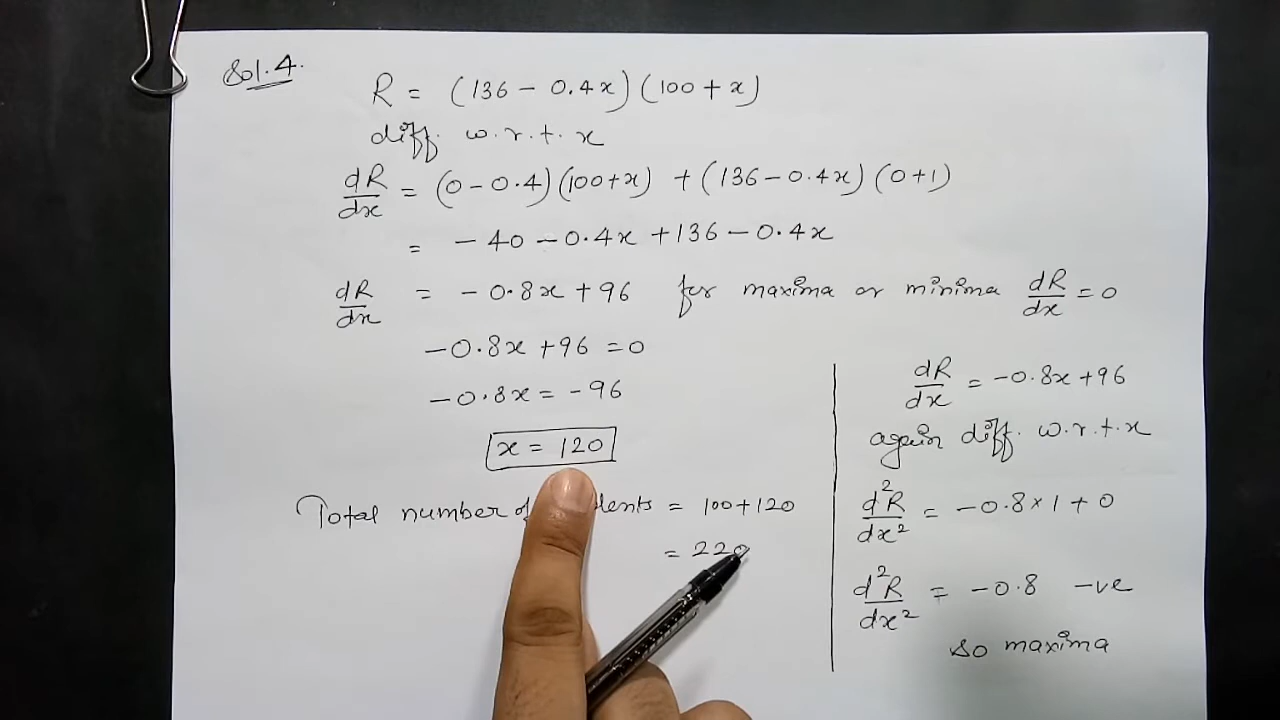 Sol. 4.
R = (136 - 0.4x)(100 + x)
diff. w.r.t. x
dR/dx = (0 - 0.4)(100+x) + (136 - 0.4x)(0+1)
= - 40 - 0.4x + 136 - 0.4x
dR/dx = - 0.8x + 96 for maxima or minima dR/dx = 0
-0.8x + 96 = 0
-0.8x = - 96
x = 120
Total number of = 100 + 120
= 220
dR/dx = -0.8x + 96
again diff. w.r.t. x
d²R/dx² = -0.8 × 1 + 0
d²R/dx² = -0.8 -ve
so maxima